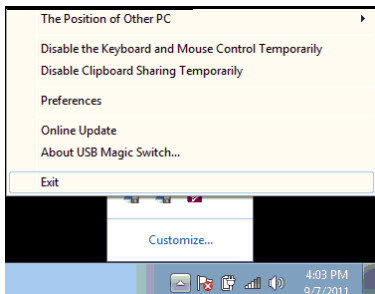 The Position of Other PC
Disable the Keyboard and Mouse Control Temporarily
Disable Clipboard Sharing Temporarily
Preferences
Online Update
About USB Magic Switch...
Exit
Customize...
4:03 PM
9/7/2011